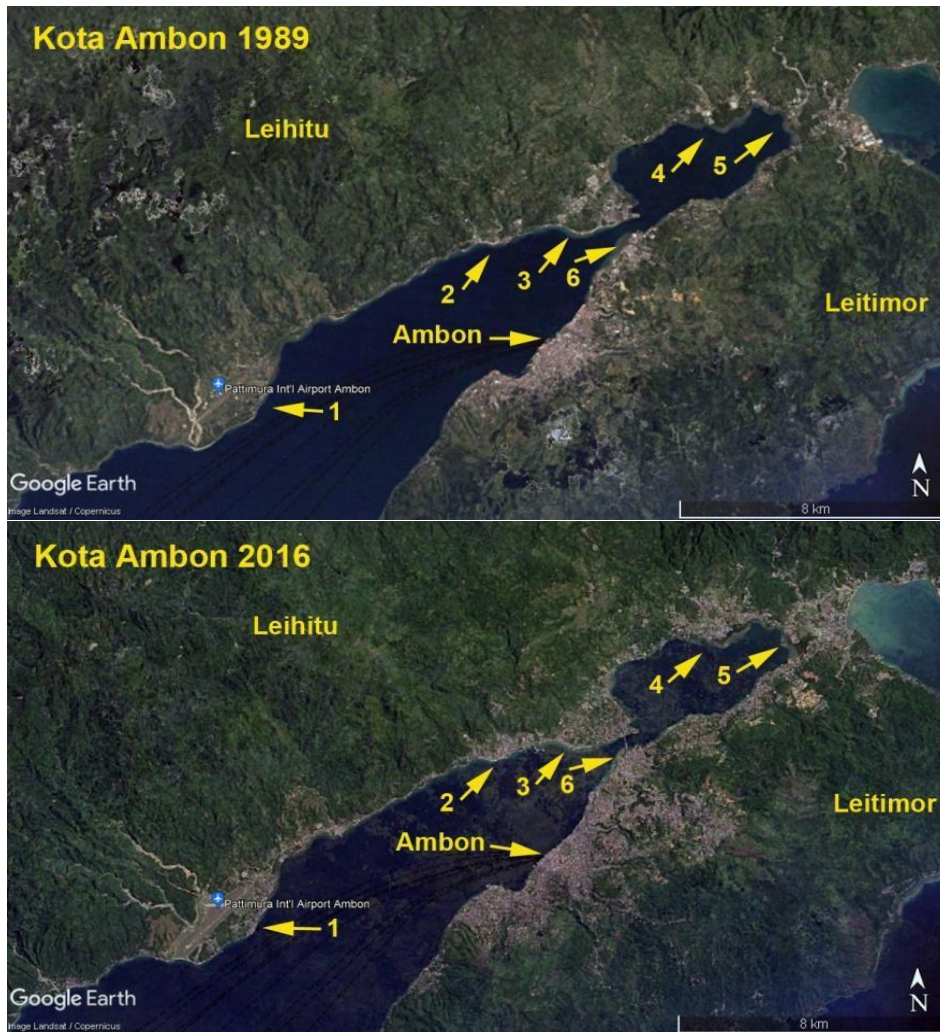 Kota Ambon 1989
Leihitu
4
5
2
3
6
Leitimor
Ambon
Pattimura Int'l Airport Ambon
1
Google Earth
N
Image Landsat / Copernicus
8 km
Kota Ambon 2016
Leihitu
4
5
2
3
6
Leitimor
Ambon
Pattimura Int'l Airport Ambon
1
Google Earth
N
Image Landsat / Copernicus
8 km